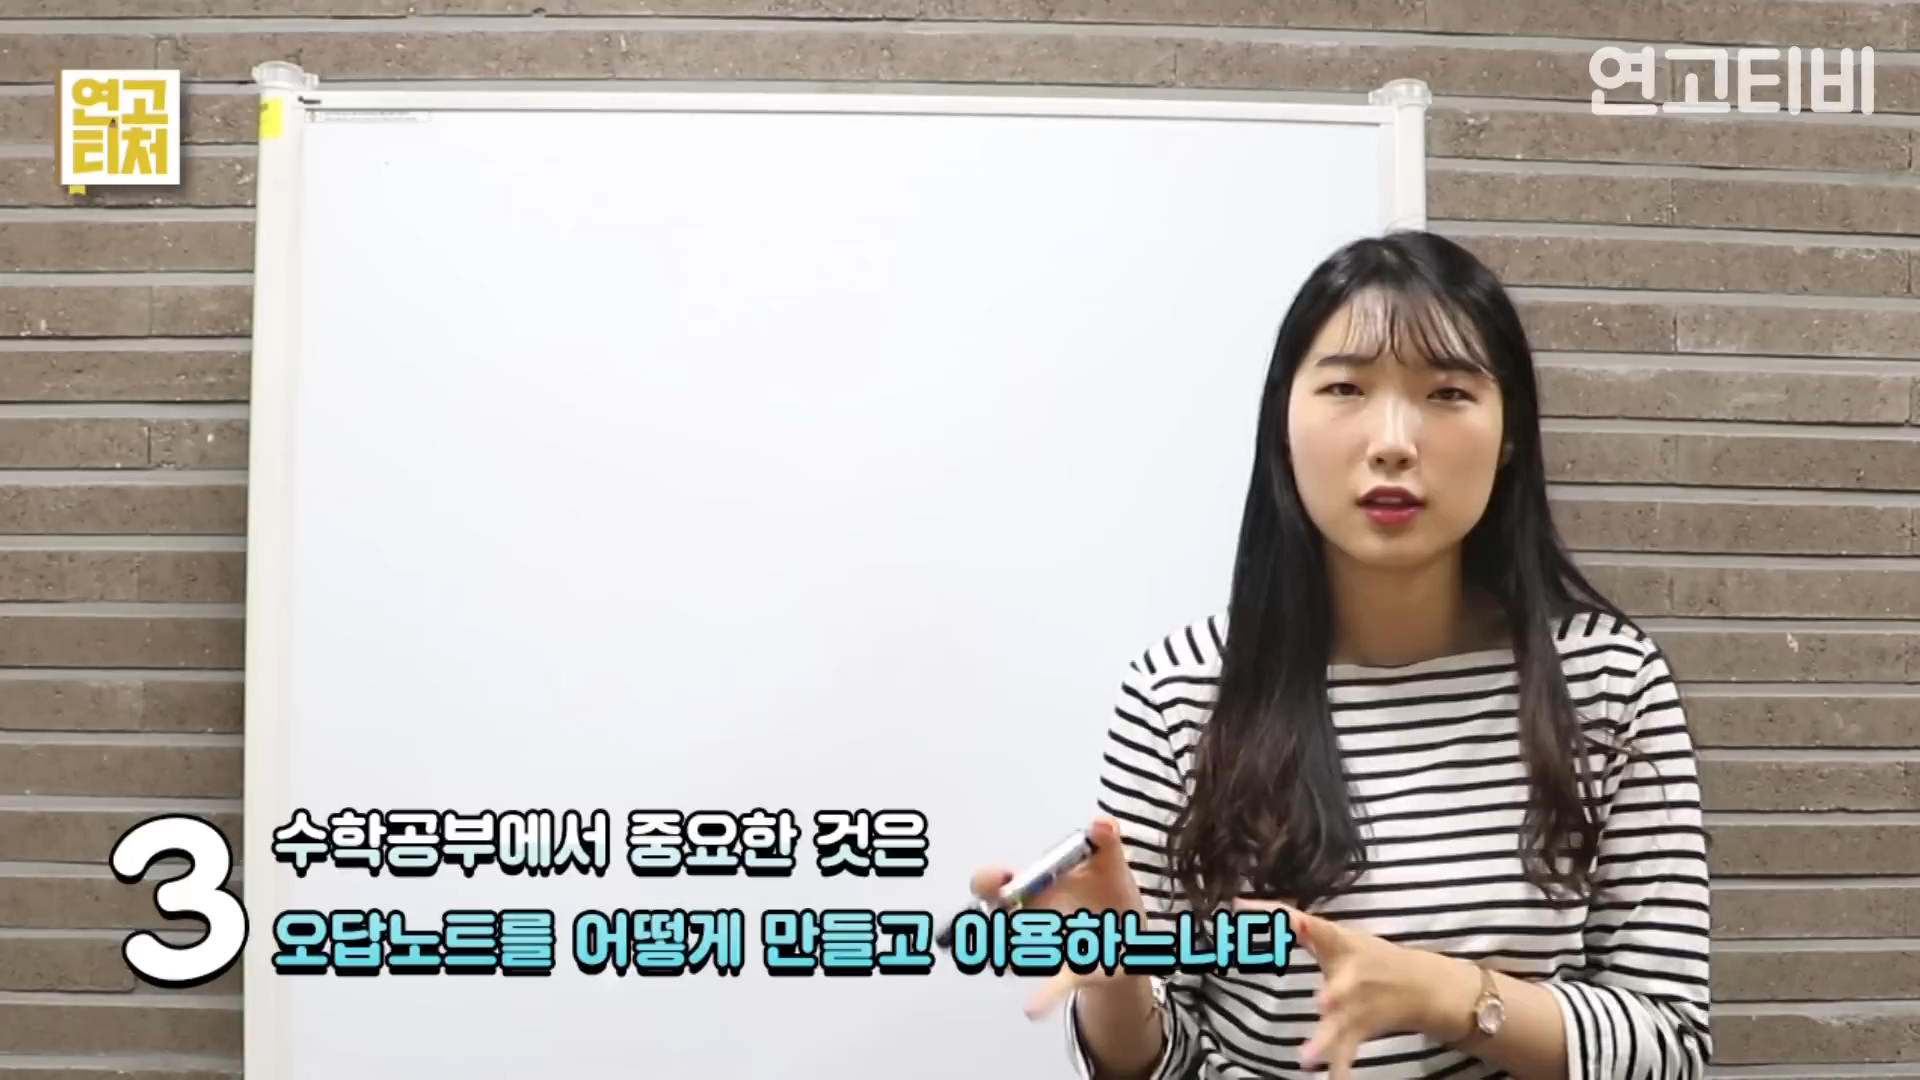 연고
티처
연고티비
3
수학공부에서 중요한 것은
오답노트를 어떻게 만들고 이용하느냐다